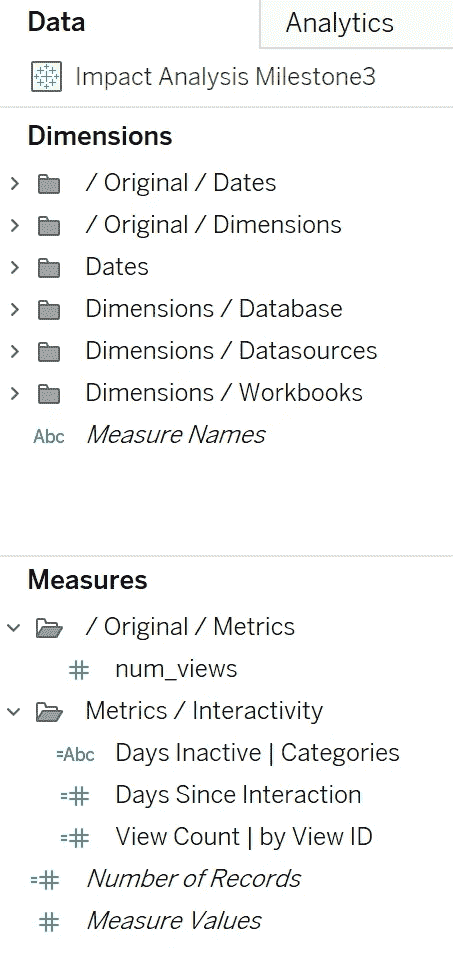 Data
Analytics
Impact Analysis Milestone3
Dimensions
/ Original / Dates
/ Original / Dimensions
Dates
Dimensions / Database
Dimensions / Datasources
Dimensions / Workbooks
Abc Measure Names
Measures
/ Original / Metrics
# num_views
Metrics / Interactivity
=Abc Days Inactive | Categories
=# Days Since Interaction
=# View Count | by View ID
=# Number of Records
# Measure Values